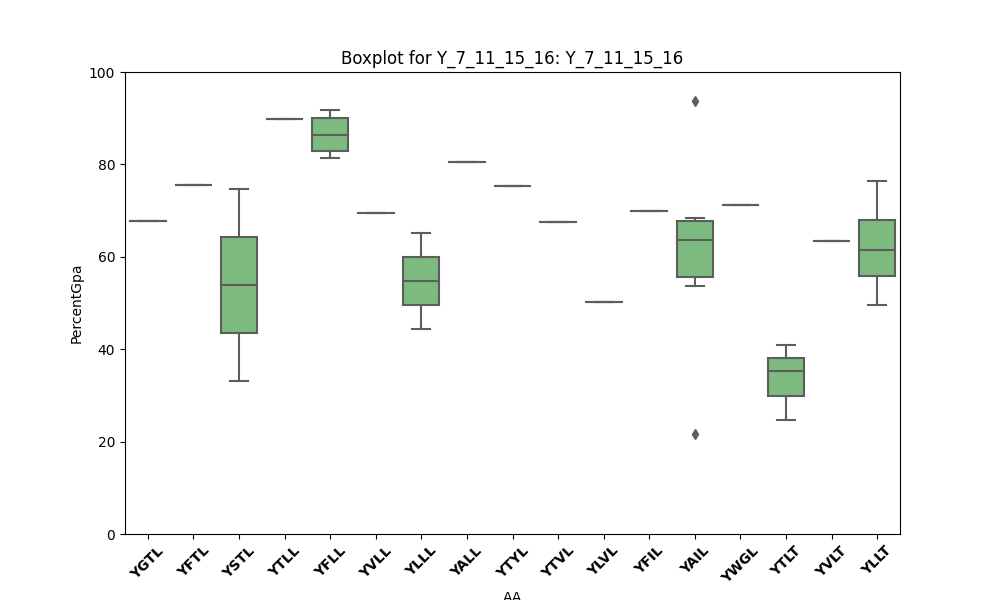 Boxplot for Y_7_11_15_16: Y_7_11_15_16
100
80
60
40
20
0
PercentGpa
YGTL
YFTL
YSTL
YTLL
YFLL
YVLL
YLLL
YALL
YTYL
YTVL
YLVL
YFIL
YAIL
YWGL
YTLT
YVLT
YLLT
AA